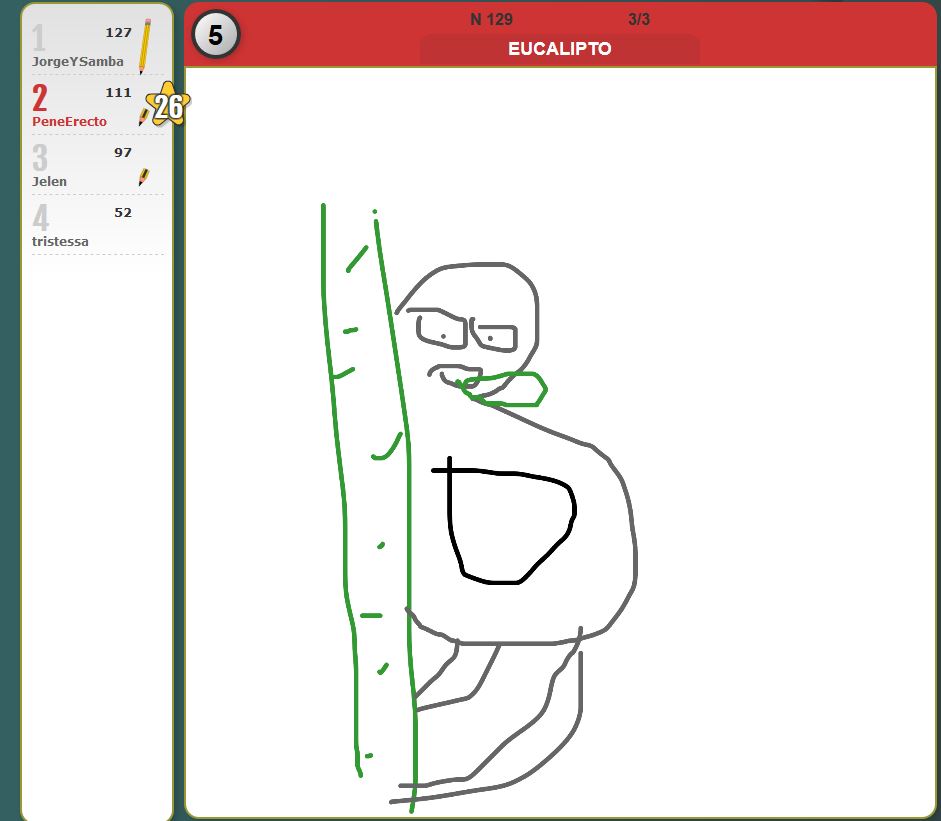 1 127
JorgeYSamba
2 111 26
PeneErecto
3 97
Jelen
4 52
tristessa
5
N 129 3/3
EUCALIPTO